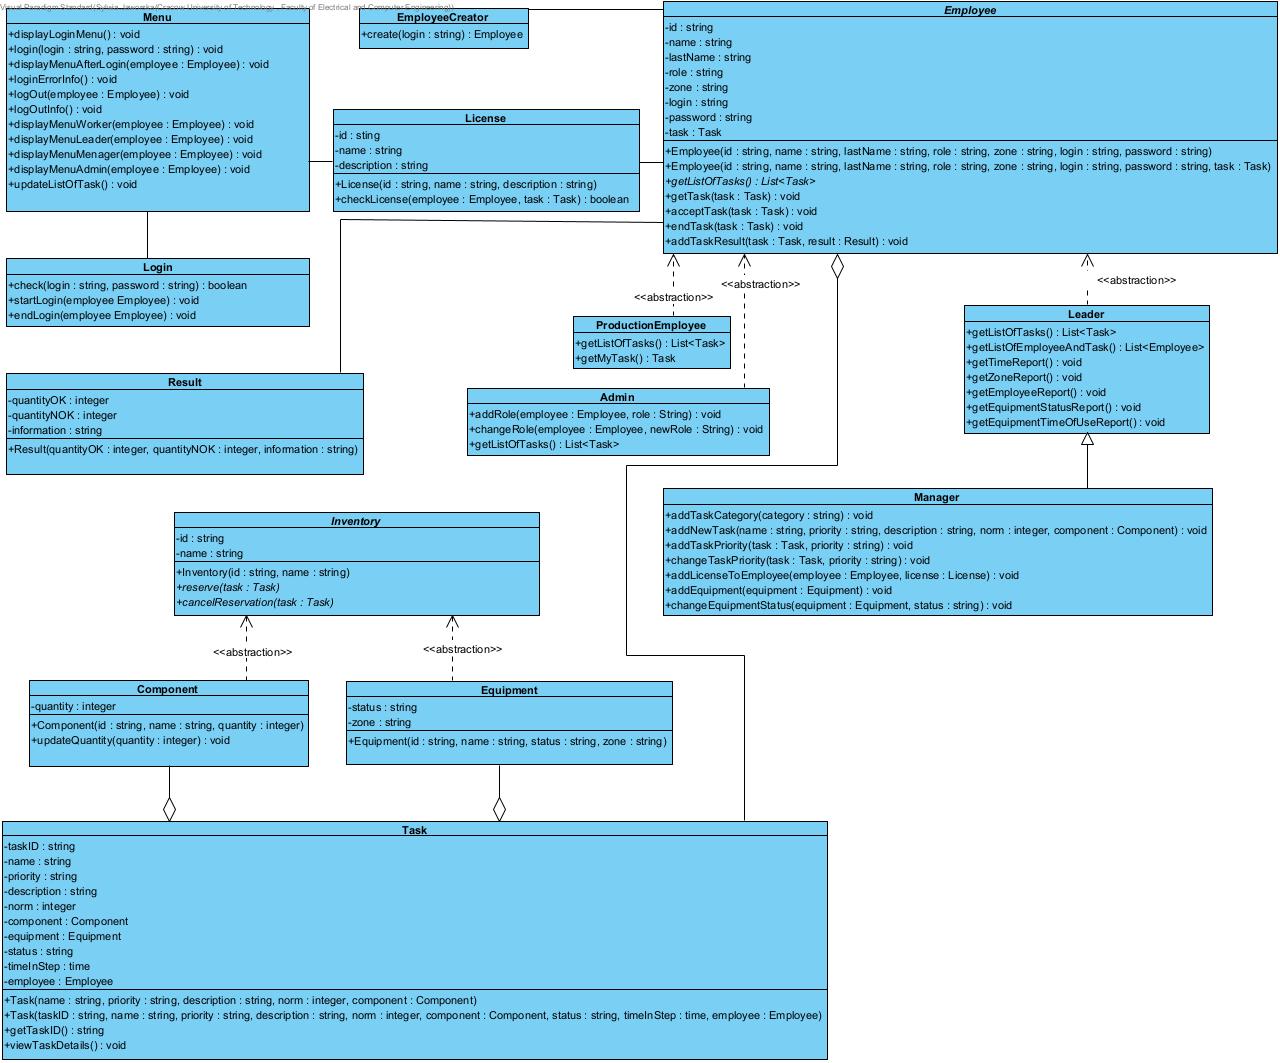 Visual Paradigm Standard(Sylwia Jaworska(Cracow University of Technology - Faculty of Electrical and Computer Engineering))
Menu
+displayLoginMenu() : void
+login(login : string, password : string) : void
+displayMenuAfterLogin(employee : Employee) : void
+loginErrorInfo() : void
+logOut(employee : Employee) : void
+logOutInfo() : void
+displayMenuWorker(employee : Employee) : void
+displayMenuLeader(employee : Employee) : void
+displayMenuMenager(employee : Employee) : void
+displayMenuAdmin(employee : Employee) : void
+updateListOfTask() : void
EmployeeCreator
+create(login : string) : Employee
Employee
-id : string
-name : string
-lastName : string
-role : string
-zone : string
-login : string
-password : string
-task : Task
+Employee(id : string, name : string, lastName : string, role : string, zone : string, login : string, password : string)
+Employee(id : string, name : string, lastName : string, role : string, zone : string, login : string, password : string, task : Task)
+getListOfTasks() : List<Task>
+getTask(task : Task) : void
+acceptTask(task : Task) : void
+endTask(task : Task) : void
+addTaskResult(task : Task, result : Result) : void
License
-id : sting
-name : string
-description : string
+License(id : string, name : string, description : string)
+checkLicense(employee : Employee, task : Task) : boolean
Login
+check(login : string, password : string) : boolean
+startLogin(employee Employee) : void
+endLogin(employee Employee) : void
<<abstraction>>
<<abstraction>>
<<abstraction>>
ProductionEmployee
+getListOfTasks() : List<Task>
+getMyTask() : Task
Leader
+getListOfTasks() : List<Task>
+getListOfEmployeeAndTask() : List<Employee>
+getTimeReport() : void
+getZoneReport() : void
+getEmployeeReport() : void
+getEquipmentStatusReport() : void
+getEquipmentTimeOfUseReport() : void
Result
-quantityOK : integer
-quantityNOK : integer
-information : string
+Result(quantityOK : integer, quantityNOK : integer, information : string)
Admin
+addRole(employee : Employee, role : String) : void
+changeRole(employee : Employee, newRole : String) : void
+getListOfTasks() : List<Task>
Manager
+addTaskCategory(category : string) : void
+addNewTask(name : string, priority : string, description : string, norm : integer, component : Component) : void
+addTaskPriority(task : Task, priority : string) : void
+changeTaskPriority(task : Task, priority : string) : void
+addLicenseToEmployee(employee : Employee, license : License) : void
+addEquipment(equipment : Equipment) : void
+changeEquipmentStatus(equipment : Equipment, status : string) : void
Inventory
-id : string
-name : string
+Inventory(id : string, name : string)
+reserve(task : Task)
+cancelReservation(task : Task)
<<abstraction>>
<<abstraction>>
Component
-quantity : integer
+Component(id : string, name : string, quantity : integer)
+updateQuantity(quantity : integer) : void
Equipment
-status : string
-zone : string
+Equipment(id : string, name : string, status : string, zone : string)
Task
-taskID : string
-name : string
-priority : string
-description : string
-norm : integer
-component : Component
-equipment : Equipment
-status : string
-timeInStep : time
-employee : Employee
+Task(name : string, priority : string, description : string, norm : integer, component : Component)
+Task(taskID : string, name : string, priority : string, description : string, norm : integer, component : Component, status : string, timeInStep : time, employee : Employee)
+getTaskID() : string
+viewTaskDetails() : void